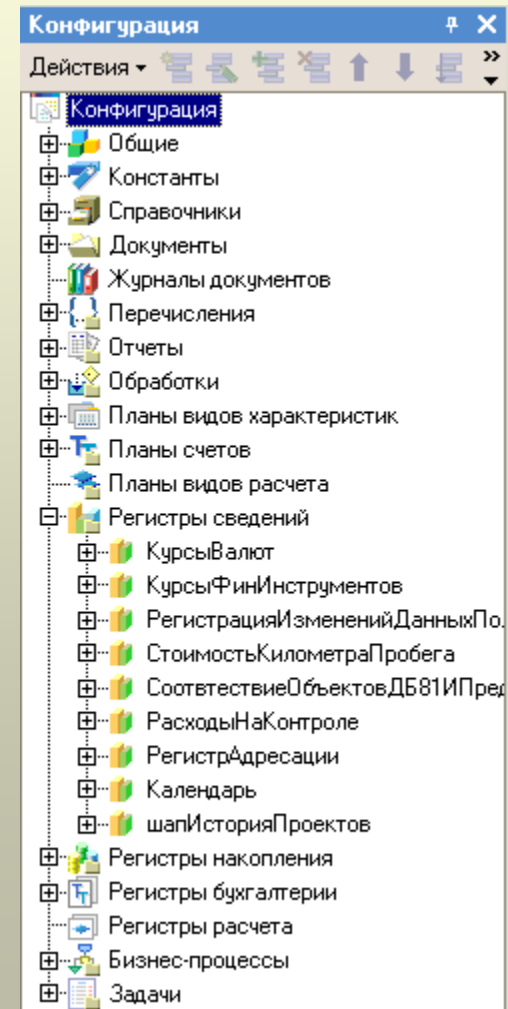 Конфигурация
Действия
Конфигурация
Общие
Константы
Справочники
Документы
Журналы документов
Перечисления
Отчеты
Обработки
Планы видов характеристик
Планы счетов
Планы видов расчета
Регистры сведений
КурсыВалют
КурсыФинИнструментов
РегистрацияИзмененийДанныхПо
СтоимостьКилометраПробега
СоотвтествиеОбъектовДБ81ИПред
РасходыНаКонтроле
РегистрАдресации
Календарь
шапИсторияПроектов
Регистры накопления
Регистры бухгалтерии
Регистры расчета
Бизнес-процессы
Задачи